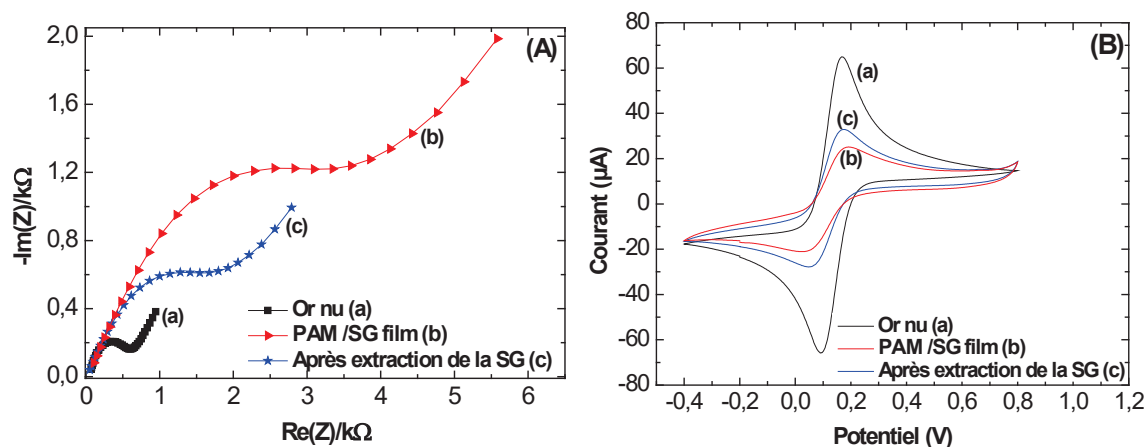 (A)
-Im(Z)/kΩ
2,0
1,6
1,2
0,8
0,4
0,0
(b)
(c)
(a)
Or nu (a)
PAM /SG film (b)
Après extraction de la SG (c)
0 1 2 3 4 5 6
Re(Z)/kΩ
(B)
Courant (µA)
80
60
40
20
0
-20
-40
-60
-80
(a)
(c)
(b)
Or nu (a)
PAM /SG film (b)
Après extraction de la SG (c)
-0,4 -0,2 0,0 0,2 0,4 0,6 0,8 1,0 1,2
Potentiel (V)